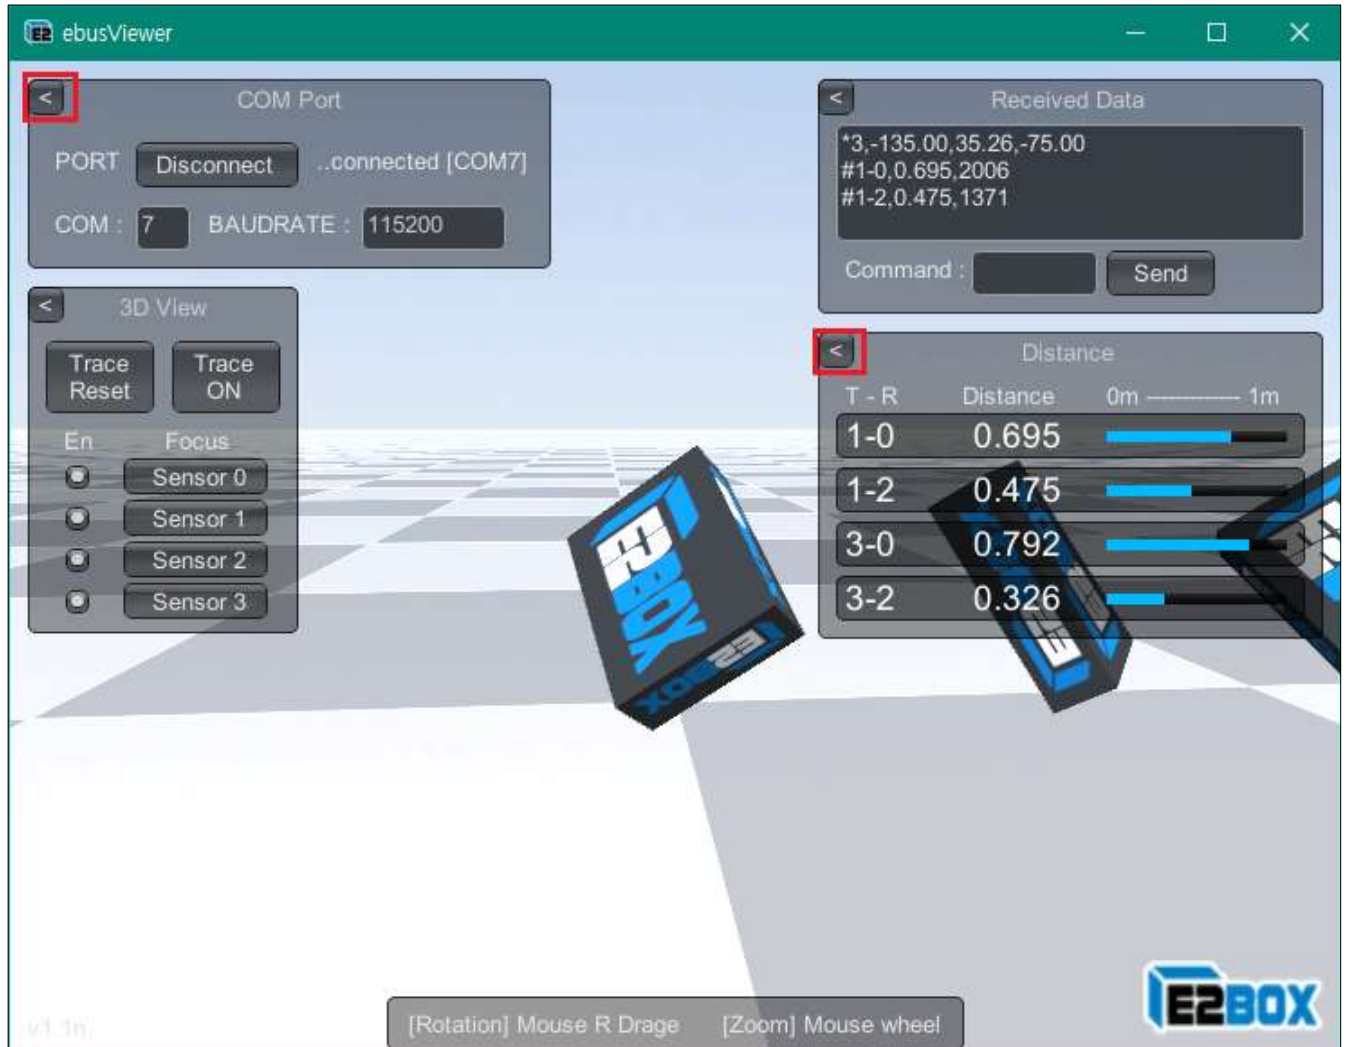 ebusViewer
<
COM Port
PORT Disconnect ..connected [COM7]
COM : 7 BAUDRATE : 115200
<
3D View
Trace Reset
Trace ON
En Focus
Sensor 0
Sensor 1
Sensor 2
Sensor 3
<
Received Data
*3,-135.00,35.26,-75.00
#1-0,0.695,2006
#1-2,0.475,1371
Command : Send
<
Distance
T - R Distance 0m ------------- 1m
1-0 0.695
1-2 0.475
3-0 0.792
3-2 0.326
E2BOX
E2BOX
E2BOX
v1.1n.
[Rotation] Mouse R Drage [Zoom] Mouse wheel